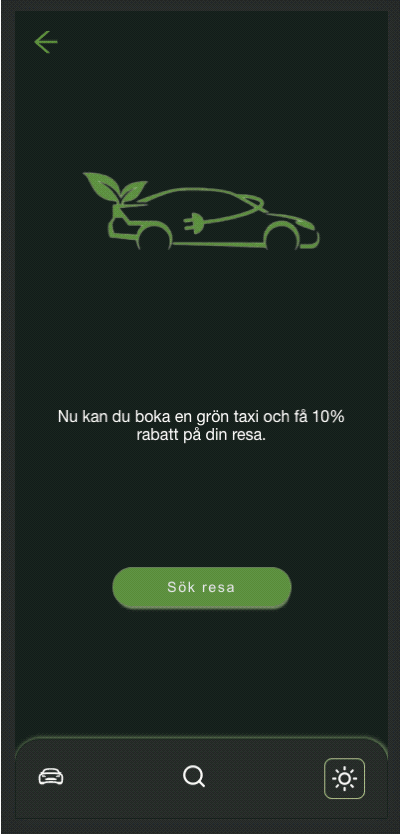 Nu kan du boka en grön taxi och få 10%
rabatt på din resa.
Sök resa